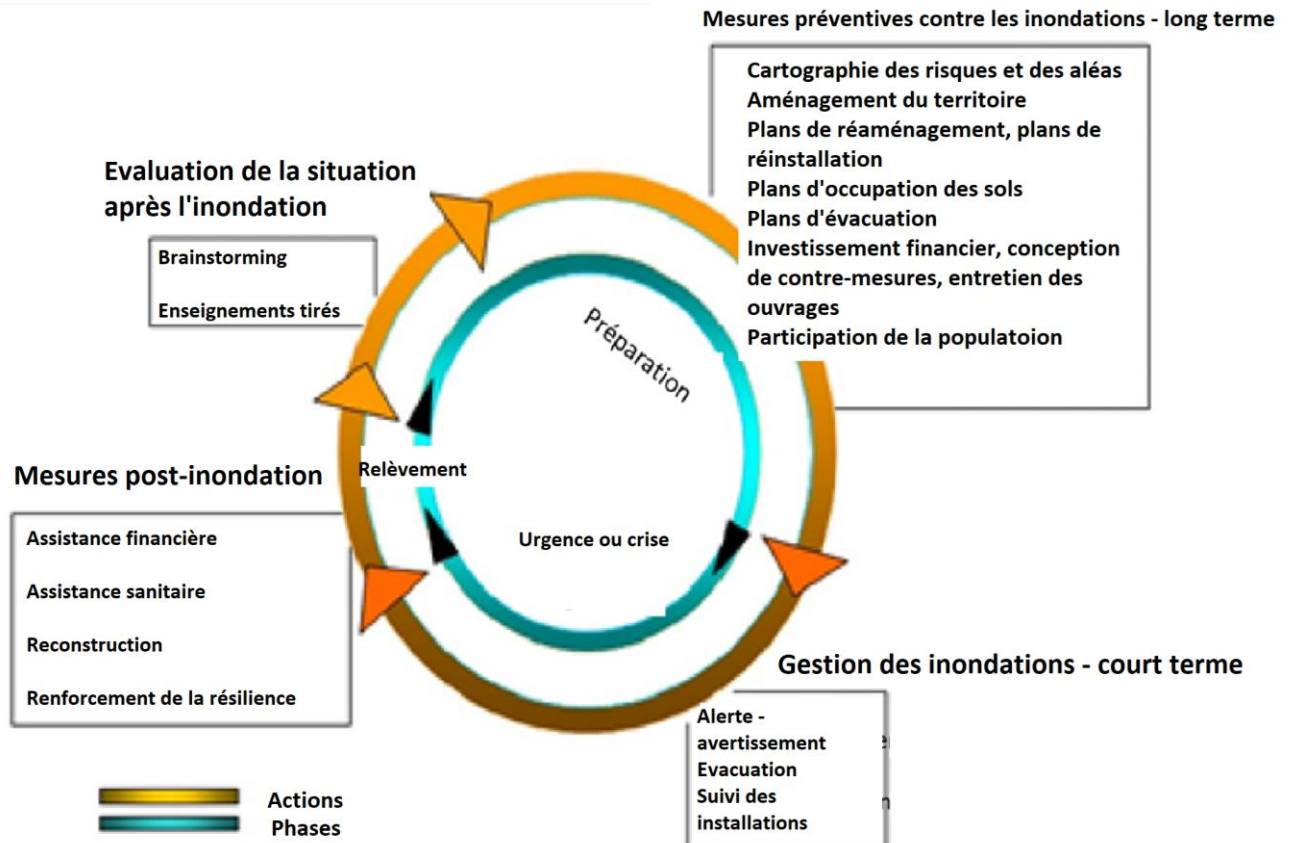 Mesures préventives contre les inondations - long terme
Cartographie des risques et des aléas
Aménagement du territoire
Plans de réaménagement, plans de
réinstallation
Plans d'occupation des sols
Plans d'évacuation
Investissement financier, conception
de contre-mesures, entretien des
ouvrages
Participation de la populatoion
Evaluation de la situation
après l'inondation
Brainstorming
Enseignements tirés
Préparation
Relèvement
Urgence ou crise
Mesures post-inondation
Assistance financière
Assistance sanitaire
Reconstruction
Renforcement de la résilience
Gestion des inondations - court terme
Alerte -
avertissement
Evacuation
Suivi des
installations
Actions
Phases